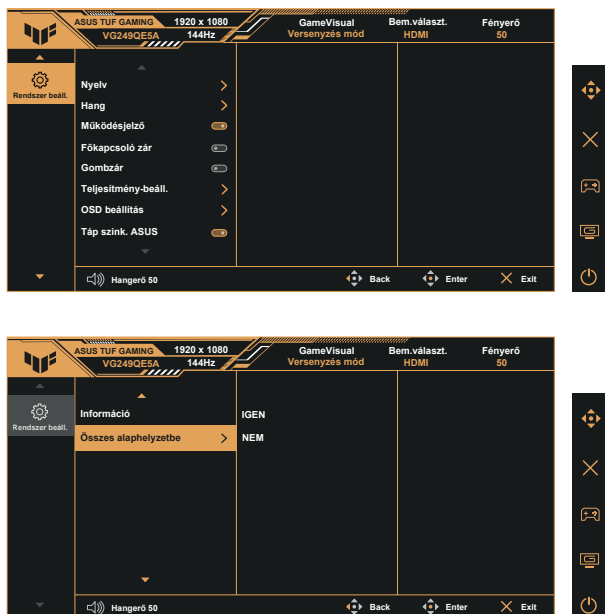 ASUS TUF GAMING 1920 x 1080 GameVisual Bem.választ. Fényerő
VG249QE5A 144Hz Versenyzés mód HDMI 50
Rendszer beáll.
Nyelv
Hang
Működésjelző
Főkapcsoló zár
Gombzár
Teljesítmény-beáll.
OSD beállítás
Táp szink. ASUS
Hangerő 50 Back Enter Exit
ASUS TUF GAMING 1920 x 1080 GameVisual Bem.választ. Fényerő
VG249QE5A 144Hz Versenyzés mód HDMI 50
Rendszer beáll.
Információ IGEN
Összes alaphelyzetbe NEM
Hangerő 50 Back Enter Exit